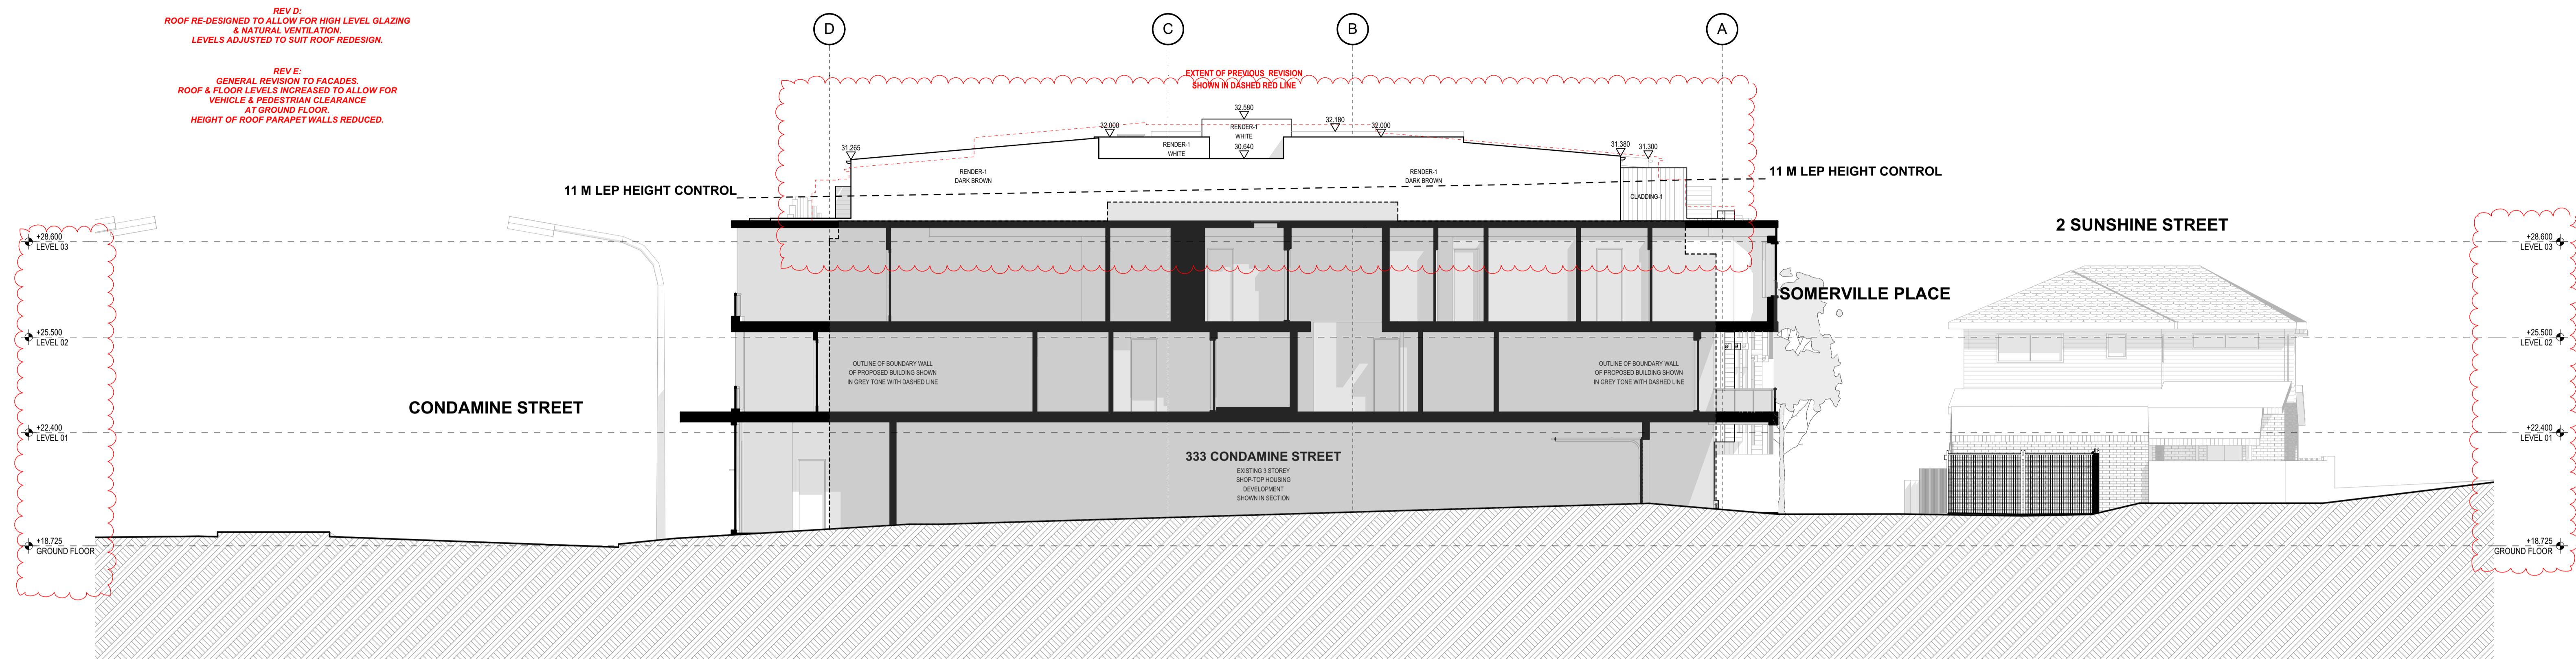 REV D:
ROOF RE-DESIGNED TO ALLOW FOR HIGH LEVEL GLAZING
& NATURAL VENTILATION.
LEVELS ADJUSTED TO SUIT ROOF REDESIGN.
REV E:
GENERAL REVISION TO FACADES.
ROOF & FLOOR LEVELS INCREASED TO ALLOW FOR
VEHICLE & PEDESTRIAN CLEARANCE
AT GROUND FLOOR.
HEIGHT OF ROOF PARAPET WALLS REDUCED.
D
C
B
A
EXTENT OF PREVIOUS REVISION
SHOWN IN DASHED RED LINE
32.580
32.000
RENDER-1
WHITE
32.180
32.000
31.265
RENDER-1
WHITE
30.640
31.380
31.300
RENDER-1
DARK BROWN
RENDER-1
DARK BROWN
11 M LEP HEIGHT CONTROL
11 M LEP HEIGHT CONTROL
CLADDING-1
2 SUNSHINE STREET
+28.600
LEVEL 03
+28.600
LEVEL 03
SOMERVILLE PLACE
+25.500
LEVEL 02
+25.500
LEVEL 02
OUTLINE OF BOUNDARY WALL
OF PROPOSED BUILDING SHOWN
IN GREY TONE WITH DASHED LINE
OUTLINE OF BOUNDARY WALL
OF PROPOSED BUILDING SHOWN
IN GREY TONE WITH DASHED LINE
CONDAMINE STREET
+22.400
LEVEL 01
+22.400
LEVEL 01
333 CONDAMINE STREET
EXISTING 3 STOREY
SHOP-TOP HOUSING
DEVELOPMENT
SHOWN IN SECTION
+18.725
GROUND FLOOR
+18.725
GROUND FLOOR